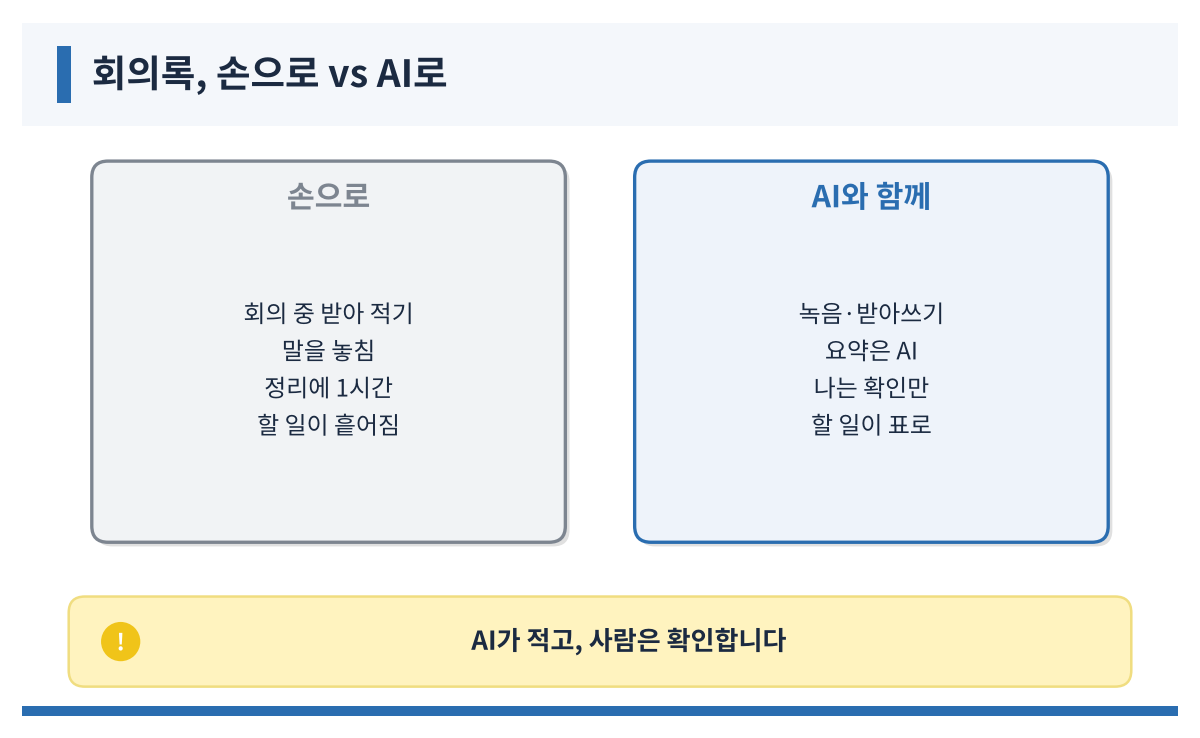 회의록, 손으로 vs AI로
손으로
회의 중 받아 적기
말을 놓침
정리에 1시간
할 일이 흩어짐
AI와 함께
녹음·받아쓰기
요약은 AI
나는 확인만
할 일이 표로
!
AI가 적고, 사람은 확인합니다